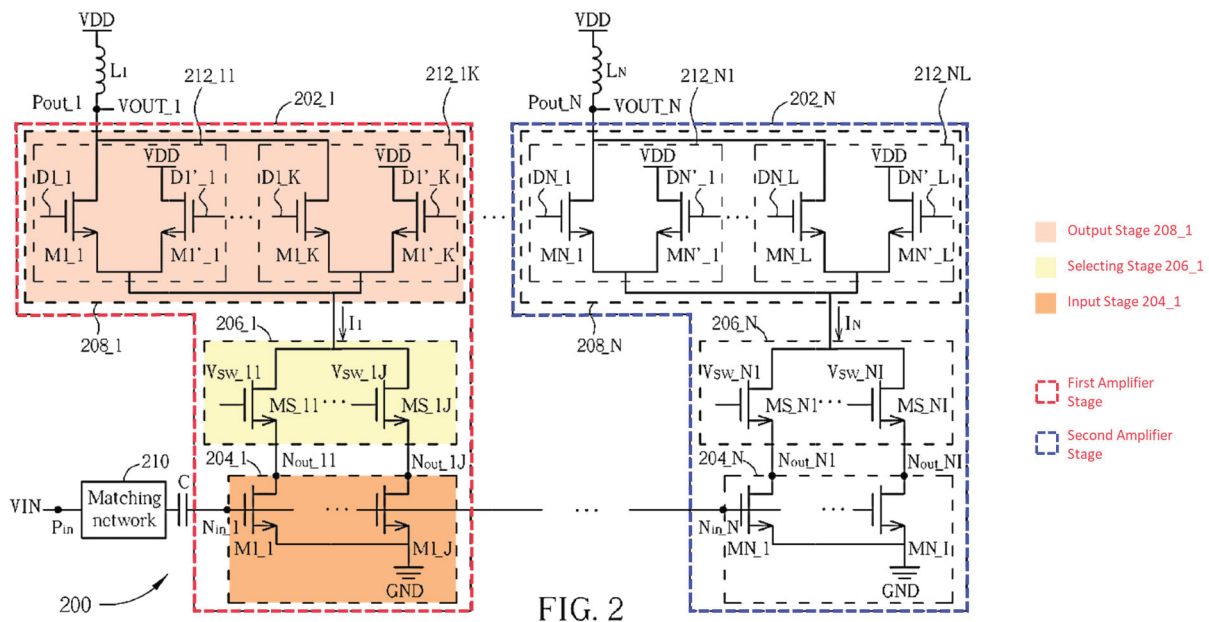 VDD
VDD
L1
LN
212_11
212_1K
212_N1
212_NL
Pout_1
VOUT_1
202_1
Pout_N
VOUT_N
202_N
VDD
VDD
VDD
VDD
D1_1
D1'_1
D1_K
D1'_K
DN_1
DN'_1
DN_L
DN'_L
... ... ...
M1_1
M1'_1
M1_K
M1'_K
MN_1
MN'_1
MN_L
MN'_L
208_1
206_1
I1
208_N
206_N
IN
VSW_11
VSW_1J
VSW_N1
VSW_NI
MS_11
...
MS_1J
MS_N1
...
MS_NI
210
204_1
Nout_11
Nout_1J
204_N
Nout_N1
Nout_NI
VIN
Pin
Matching
network
C
Nin_1
...
...
Nin_N
...
M1_1
M1_J
MN_1
MN_I
GND
GND
200
FIG. 2
Output Stage 208_1
Selecting Stage 206_1
Input Stage 204_1
First Amplifier
Stage
Second Amplifier
Stage